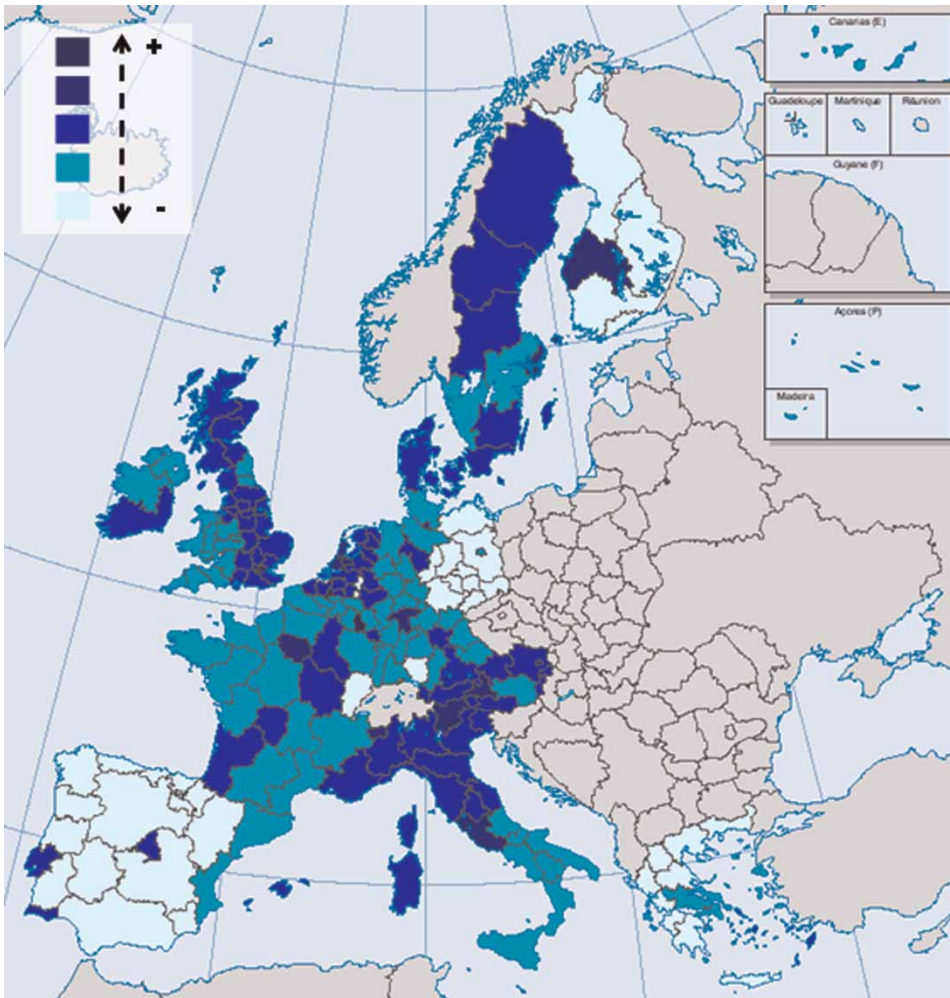 +
-
Canarias (E)
Guadeloupe
Martinique
Réunion
Guyane (F)
Açores (P)
Madeira